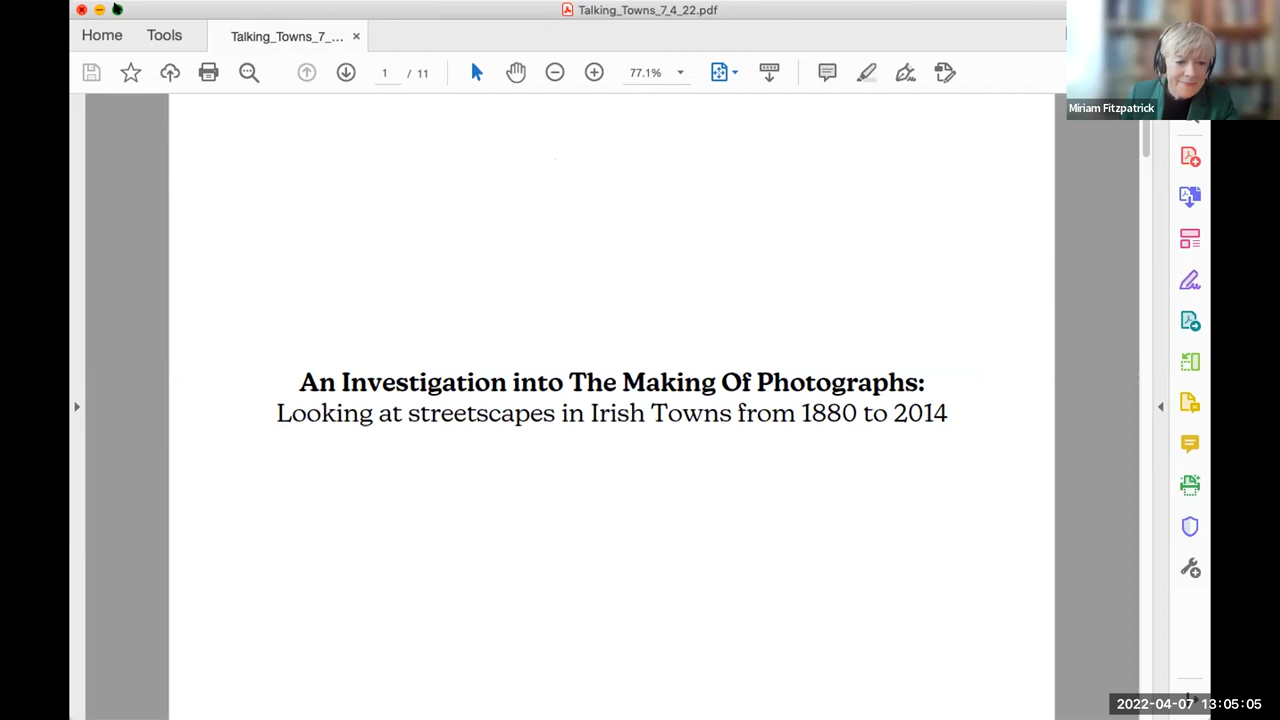 Talking_Towns_7_4_22.pdf
Home
Tools
Talking_Towns_7_...
1 / 11
77.1%
Miriam Fitzpatrick
An Investigation into The Making Of Photographs:
Looking at streetscapes in Irish Towns from 1880 to 2014
2022-04-07 13:05:05